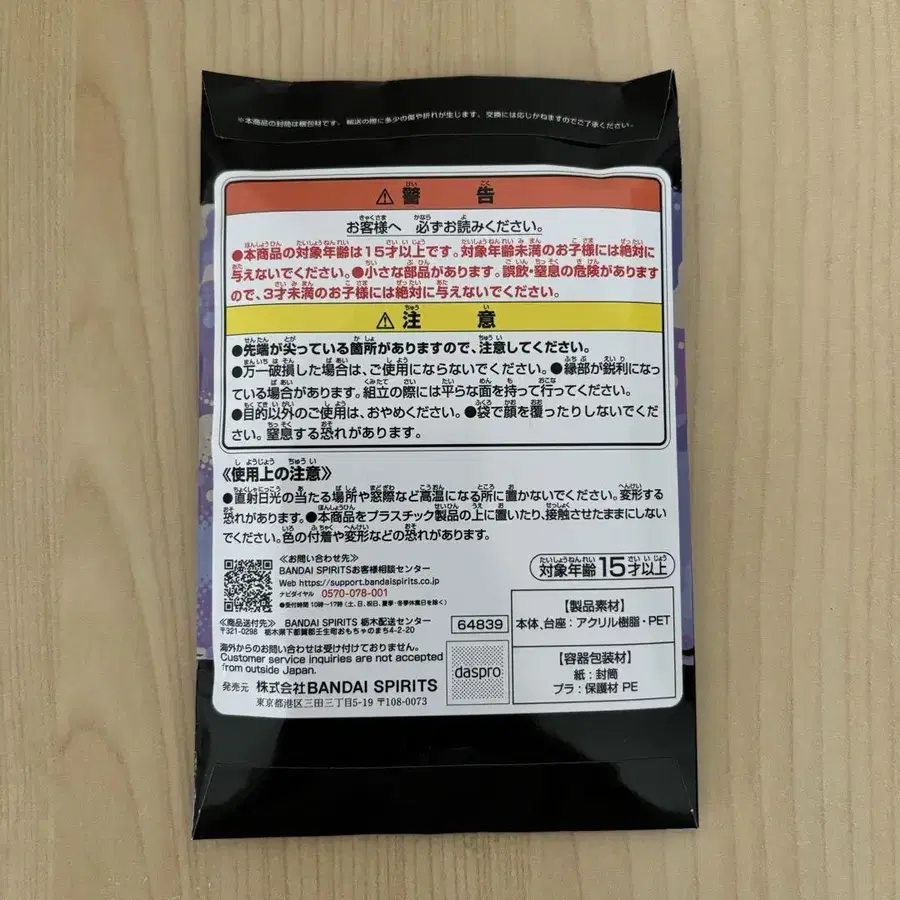 ※本商品の封筒は梱包材です。輸送の際に多少の傷や折れが生じます。交換には応じかねますのでご了承ください。
⚠警告
お客様へ 必ずお読みください。
●本商品の対象年齢は15才以上です。対象年齢未満のお子様には絶対に
与えないでください。●小さな部品があります。誤飲・窒息の危険があります
ので、3才未満のお子様には絶対に与えないでください。
⚠注意
●先端が尖っている箇所がありますので、注意してください。
●万一破損した場合は、ご使用にならないでください。●縁部が鋭利になっ
ている場合があります。組立の際には平らな面を持って行ってください。
●目的以外のご使用は、おやめください。●袋で顔を覆ったりしないでくだ
さい。窒息する恐れがあります。
《使用上の注意》
●直射日光の当たる場所や窓際など高温になる所に置かないでください。変形する
恐れがあります。●本商品をプラスチック製品の上に置いたり、接触させたままにしない
でください。色の付着や変形などの恐れがあります。
≪お問い合わせ先≫
BANDAI SPIRITSお客様相談センター
Web https://support.bandaispirits.co.jp
ナビダイヤル 0570-078-001
●受付時間 10時~17時(土、日、祝日、夏季・冬季休業日を除く)
対象年齢15才以上
≪商品送付先≫ BANDAI SPIRITS 栃木配送センター
〒321-0298 栃木県下都賀郡壬生町おもちゃのまち4-2-20
64839
海外からのお問い合わせは受け付けておりません。
Customer service inquiries are not accepted
from outside Japan.
daspro
発売元 株式会社BANDAI SPIRITS
東京都港区三田三丁目5-19 〒108-0073
【製品素材】
本体、台座:アクリル樹脂・PET
【容器包装材】
紙:封筒
プラ:保護材 PE